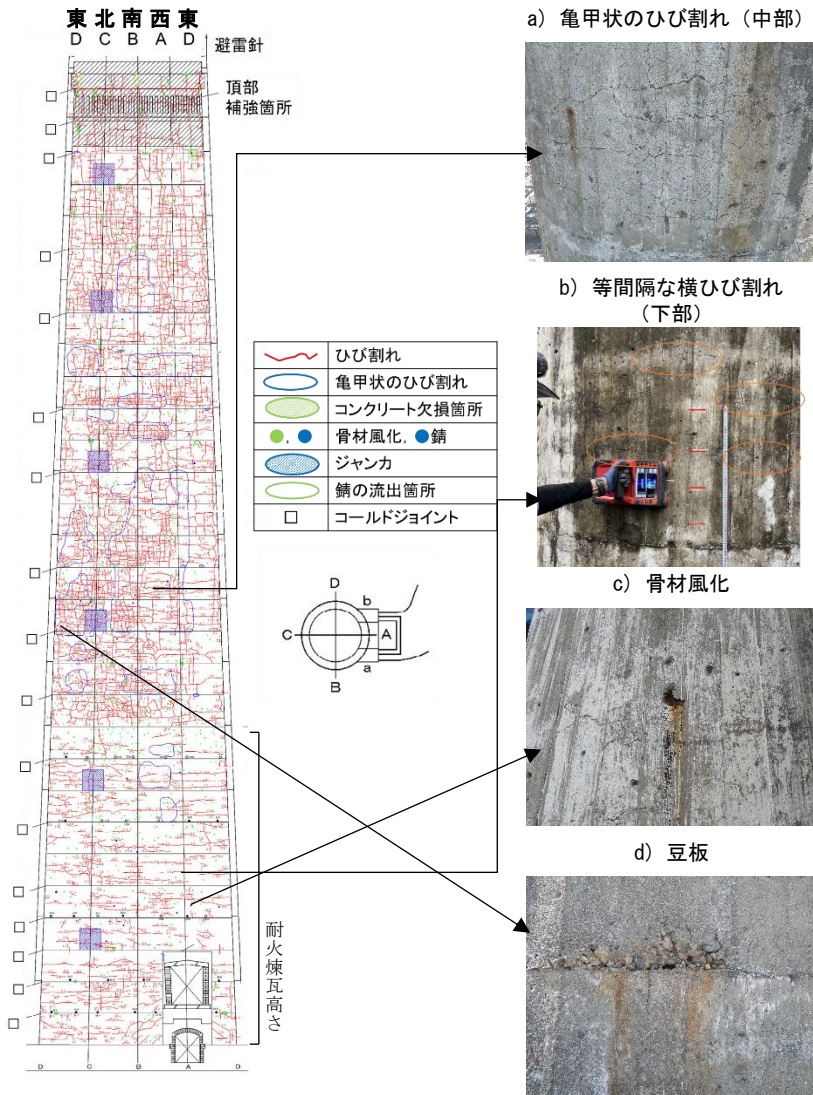 東 北 南 西 東
D C B A D
避雷針
頂部
補強箇所
a) 亀甲状のひび割れ(中部)
b) 等間隔な横ひび割れ
(下部)
ひび割れ
亀甲状のひび割れ
コンクリート欠損箇所
骨材風化, 錆
ジャンカ
錆の流出箇所
コールドジョイント
D
b
C
A
a
B
c) 骨材風化
d) 豆板
耐火煉瓦高さ
D C B A D